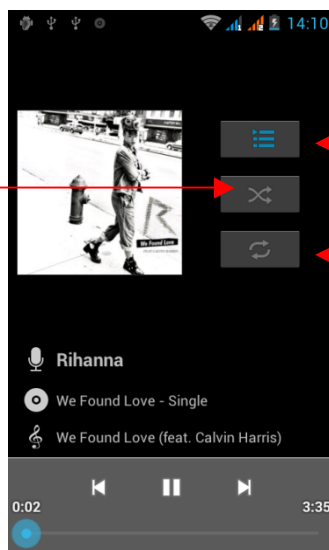 14:10
R
We Found Love
Rihanna
We Found Love - Single
We Found Love (feat. Calvin Harris)
0:02
3:35